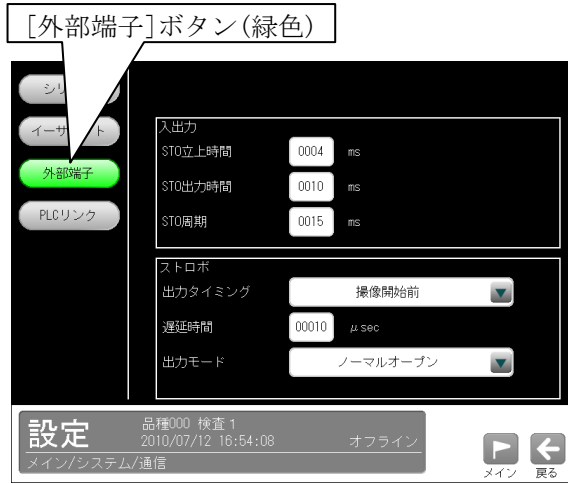 [外部端子]ボタン(緑色)
シリ
イーサ ト
外部端子
PLCリンク
入出力
STO立上時間 0004 ms
STO出力時間 0010 ms
STO周期 0015 ms
ストロボ
出力タイミング 撮像開始前
遅延時間 00010 μsec
出力モード ノーマルオープン
設定
品種000 検査1
2010/07/12 16:54:08 オフライン
メイン/システム/通信
メイン 戻る